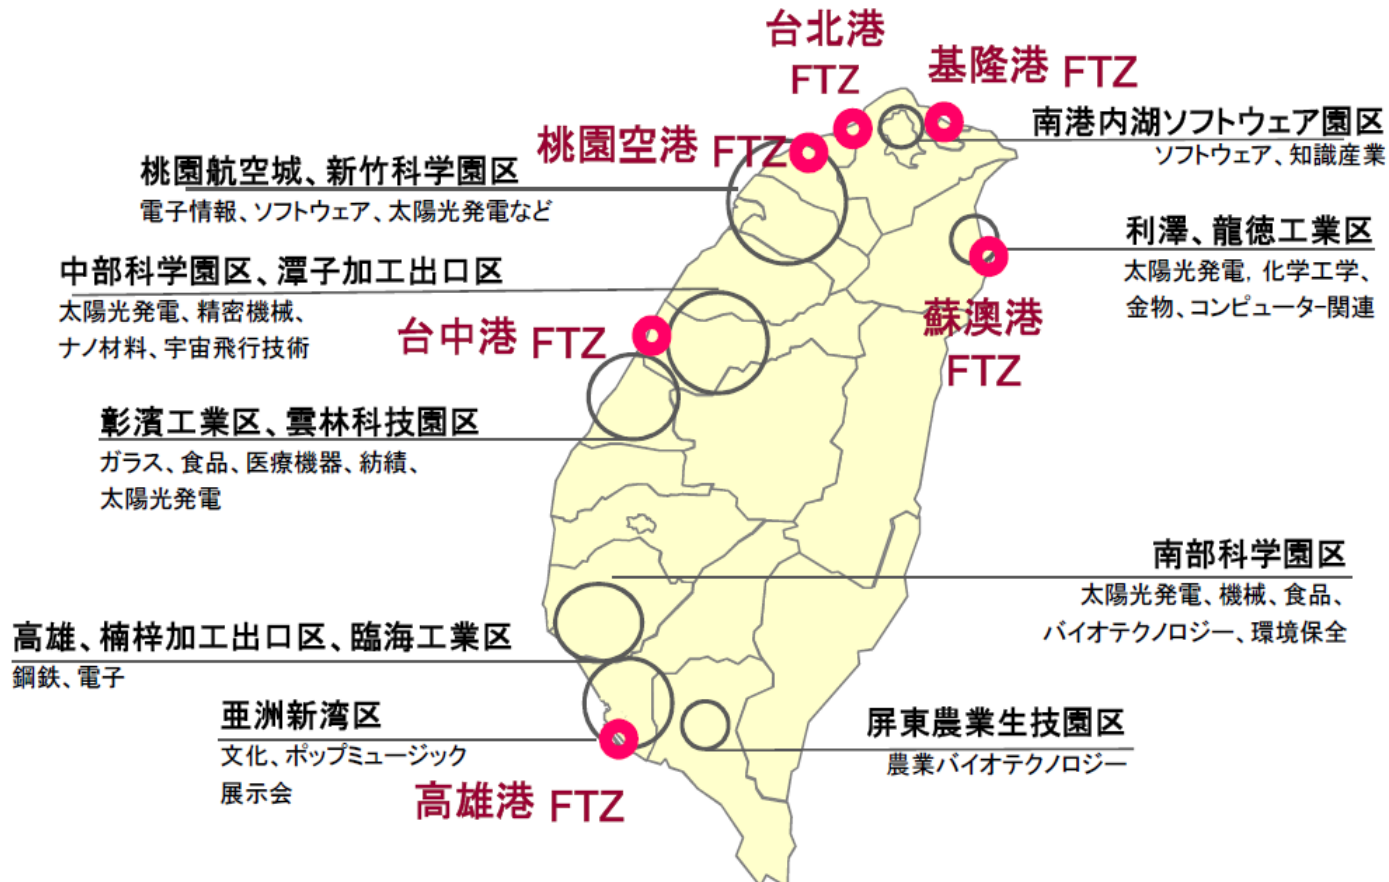 台北港
FTZ
基隆港 FTZ
南港内湖ソフトウェア園区
ソフトウェア、知識産業
桃園空港 FTZ
桃園航空城、新竹科学園区
電子情報、ソフトウェア、太陽光発電など
利澤、龍徳工業区
太陽光発電, 化学工学、
金物、コンピューター関連
中部科学園区、潭子加工出口区
太陽光発電、精密機械、
ナノ材料、宇宙飛行技術
台中港 FTZ
蘇澳港
FTZ
彰濱工業区、雲林科技園区
ガラス、食品、医療機器、紡績、
太陽光発電
南部科学園区
太陽光発電、機械、食品、
バイオテクノロジー、環境保全
高雄、楠梓加工出口区、臨海工業区
鋼鉄、電子
亜洲新湾区
文化、ポップミュージック
展示会
屏東農業生技園区
農業バイオテクノロジー
高雄港 FTZ